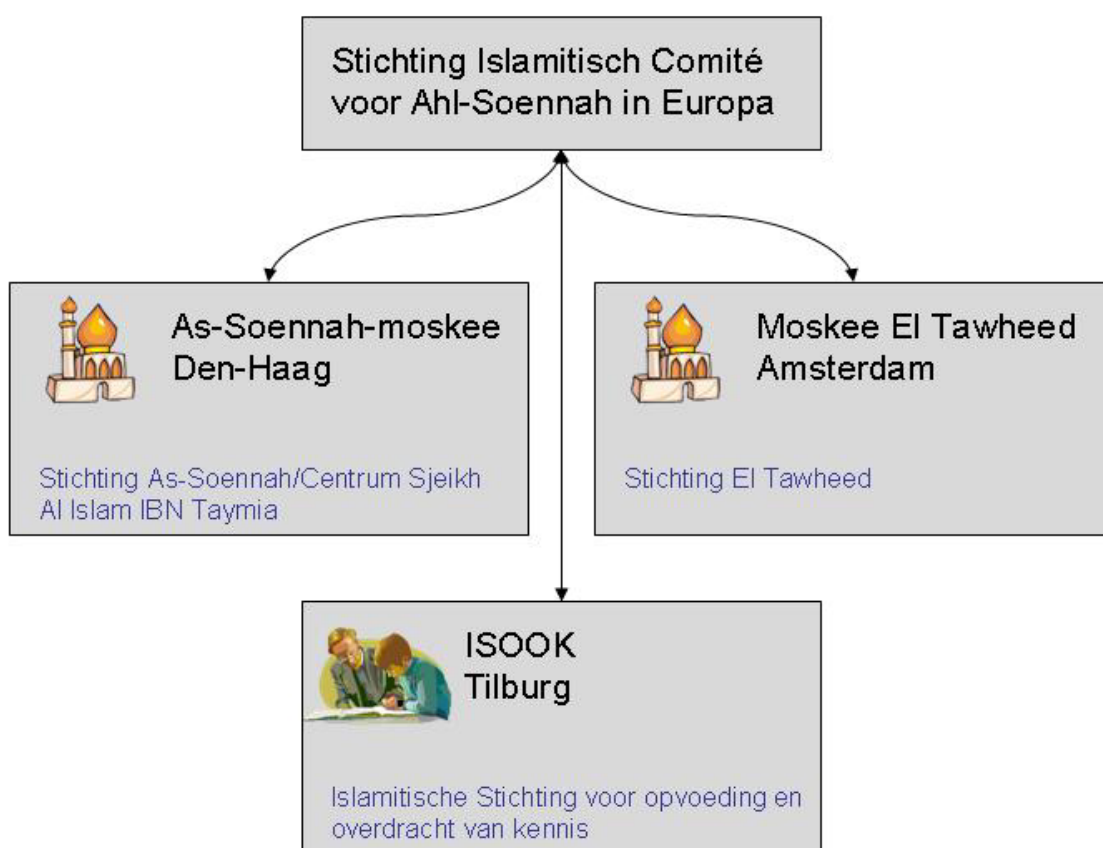 Stichting Islamitisch Comité
voor Ahl-Soennah in Europa
As-Soennah-moskee
Den-Haag
Stichting As-Soennah/Centrum Sjeikh
Al Islam IBN Taymia
Moskee El Tawheed
Amsterdam
Stichting El Tawheed
ISOOK
Tilburg
Islamitische Stichting voor opvoeding en
overdracht van kennis